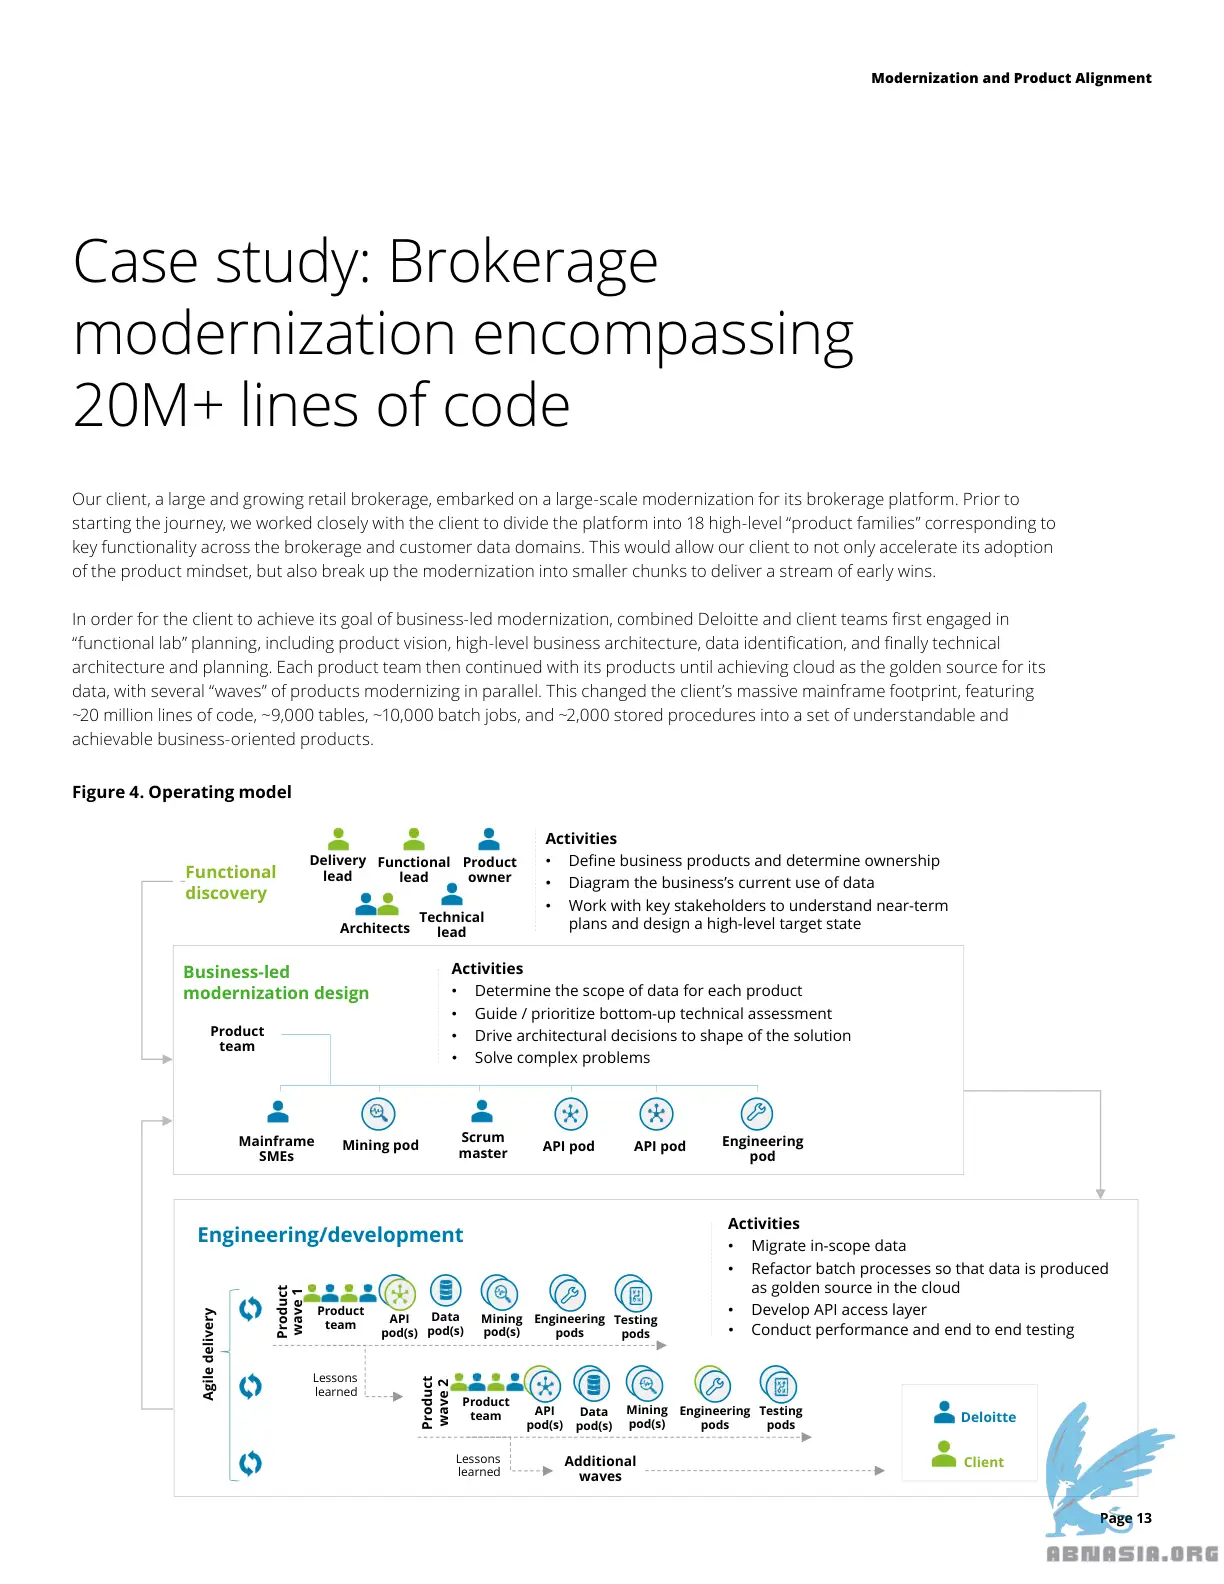 Modernization and Product Alignment
Case study: Brokerage
modernization encompassing
20M+ lines of code
Our client, a large and growing retail brokerage, embarked on a large-scale modernization for its brokerage platform. Prior to
starting the journey, we worked closely with the client to divide the platform into 18 high-level “product families” corresponding to
key functionality across the brokerage and customer data domains. This would allow our client to not only accelerate its adoption
of the product mindset, but also break up the modernization into smaller chunks to deliver a stream of early wins.
In order for the client to achieve its goal of business-led modernization, combined Deloitte and client teams first engaged in
“functional lab” planning, including product vision, high-level business architecture, data identification, and finally technical
architecture and planning. Each product team then continued with its products until achieving cloud as the golden source for its
data, with several “waves” of products modernizing in parallel. This changed the client’s massive mainframe footprint, featuring
~20 million lines of code, ~9,000 tables, ~10,000 batch jobs, and ~2,000 stored procedures into a set of understandable and
achievable business-oriented products.
Figure 4. Operating model
Functional
discovery
Delivery
lead
Functional
lead
Product
owner
Architects
Technical
lead
Activities
• Define business products and determine ownership
• Diagram the business’s current use of data
• Work with key stakeholders to understand near-term
plans and design a high-level target state
Business-led
modernization design
Product
team
Activities
• Determine the scope of data for each product
• Guide / prioritize bottom-up technical assessment
• Drive architectural decisions to shape of the solution
• Solve complex problems
Mainframe
SMEs
Mining pod
Scrum
master
API pod
API pod
Engineering
pod
Engineering/development
Activities
• Migrate in-scope data
• Refactor batch processes so that data is produced
as golden source in the cloud
• Develop API access layer
• Conduct performance and end to end testing
Agile delivery
Product
wave 1
Product
team
API
pod(s)
Data
pod(s)
Mining
pod(s)
Engineering
pods
Testing
pods
Lessons
learned
Product
wave 2
Product
team
API
pod(s)
Data
pod(s)
Mining
pod(s)
Engineering
pods
Testing
pods
Lessons
learned
Additional
waves
Deloitte
Client
Page 13
ABNASIA.ORG